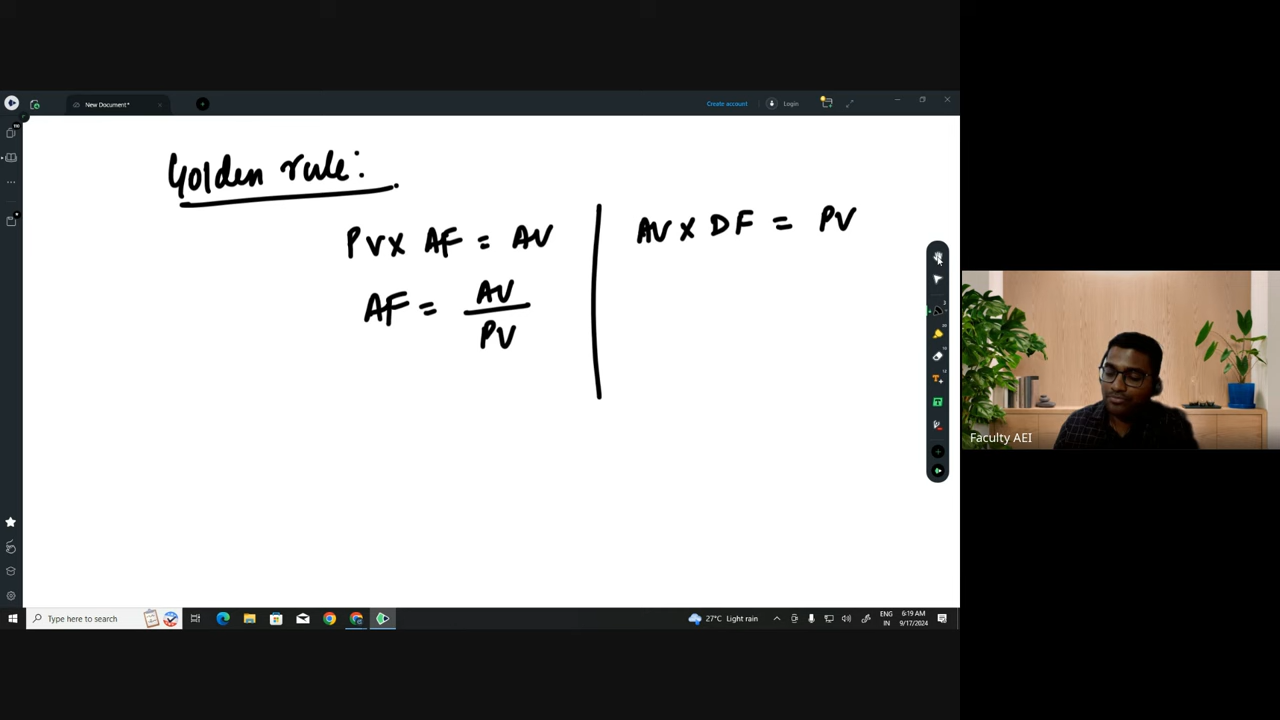 New Document*
Create account
Login
Golden rule:
PV x AF = AV
AF = AV / PV
AV x DF = PV
Faculty AEI
Type here to search
27°C Light rain
ENG
IN
6:19 AM
9/17/2024